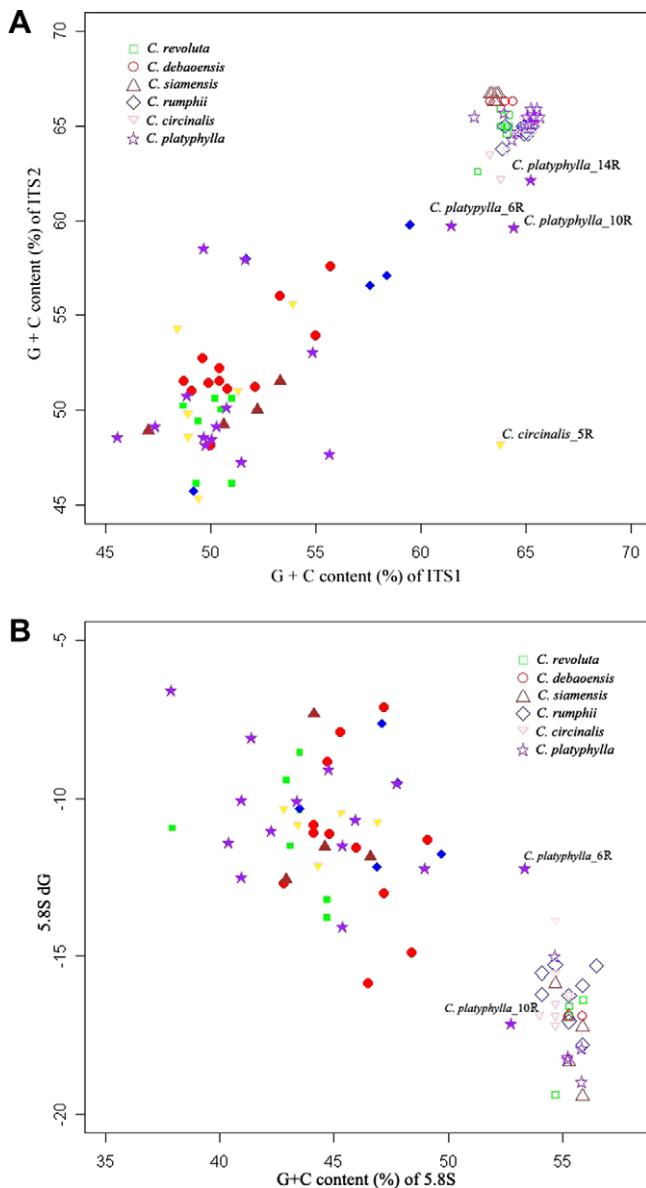 A
C. revoluta
C. debaoensis
C. siamensis
C. rumphii
C. circinalis
C. platyphylla
C. platyphylla_14R
C. platypylla_6R
C. platyphylla_10R
C. circinalis_5R
G + C content (%) of ITS2
70
65
60
55
50
45
45 50 55 60 65 70
G + C content (%) of ITS1
B
C. revoluta
C. debaoensis
C. siamensis
C. rumphii
C. circinalis
C. platyphylla
C. platyphylla_6R
C. platyphylla_10R
5.8S dG
-5
-10
-15
-20
35 40 45 50 55
G+C content (%) of 5.8S